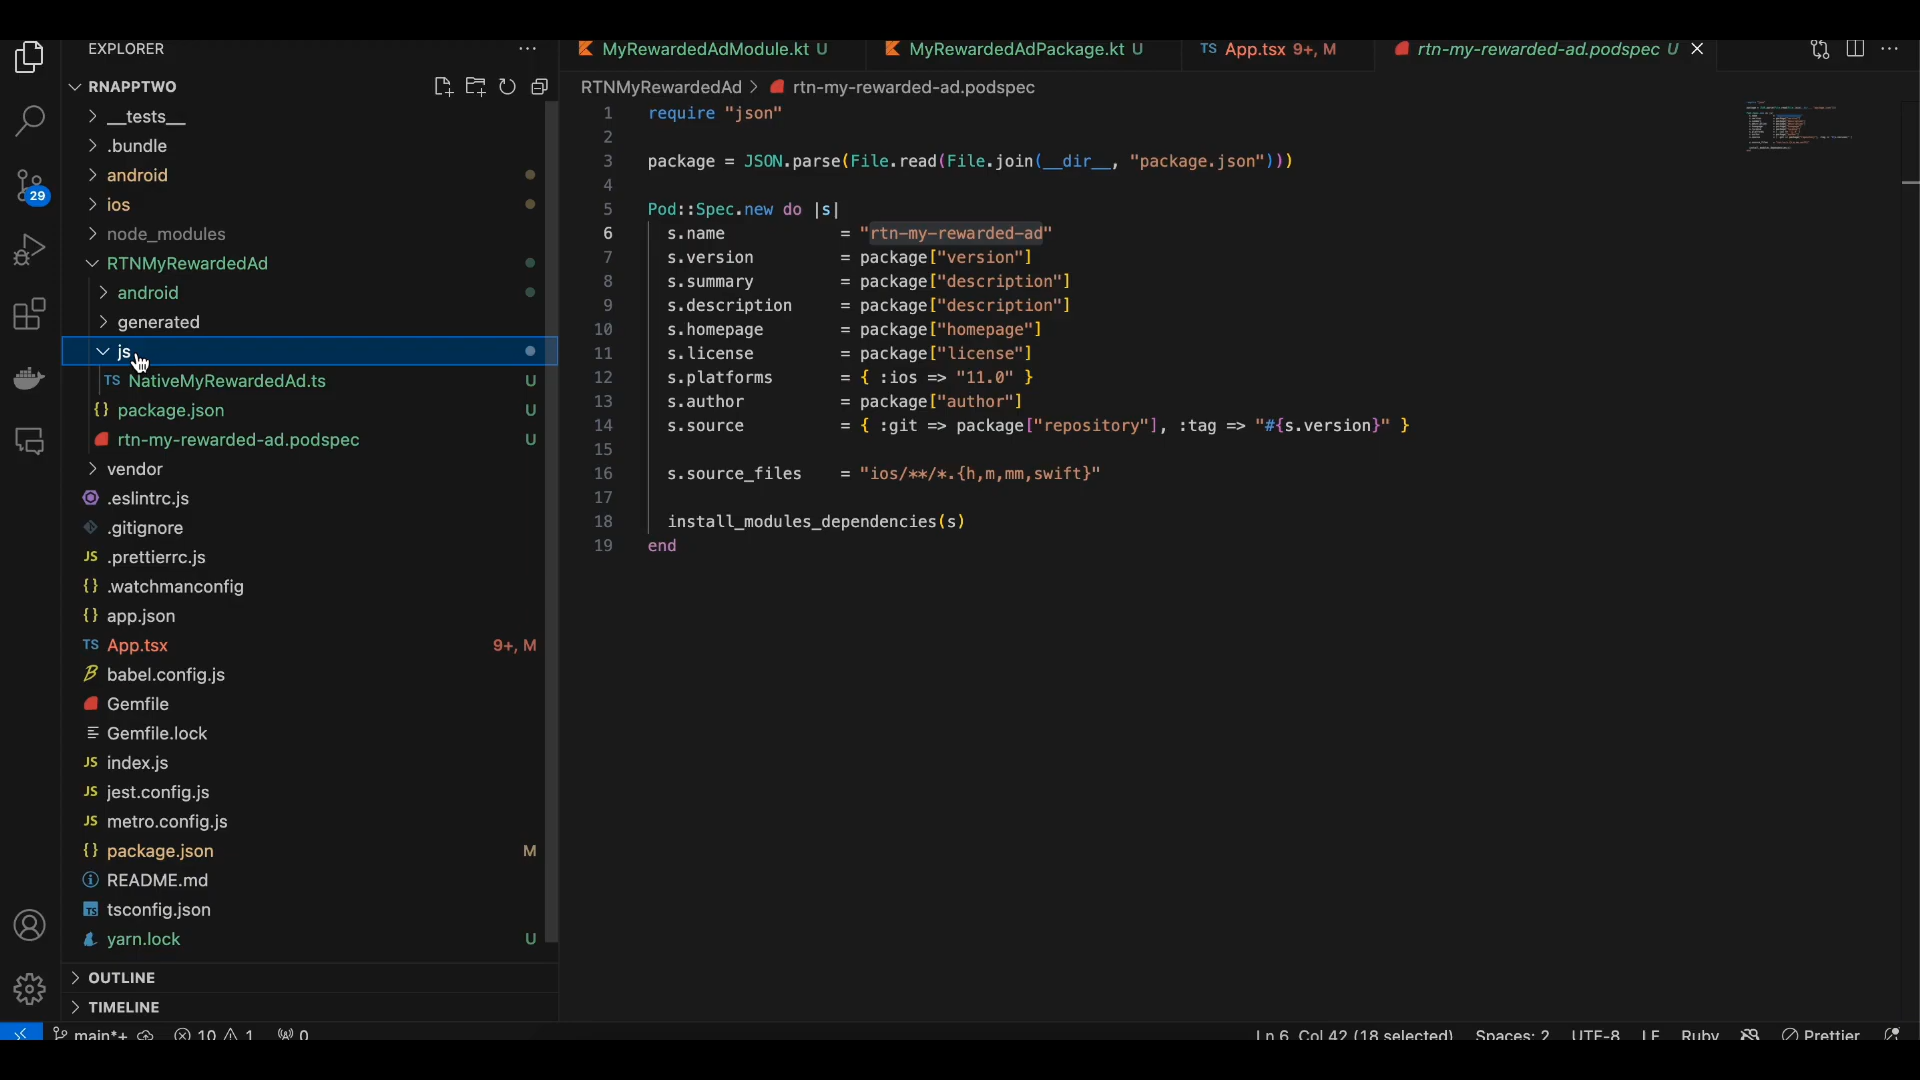 EXPLORER
RNAPPTWO
__tests__
.bundle
android
ios
node_modules
RTNMyRewardedAd
android
generated
js
TS NativeMyRewardedAd.ts U
{} package.json U
rtn-my-rewarded-ad.podspec U
vendor
.eslintrc.js
.gitignore
JS .prettierrc.js
{} .watchmanconfig
{} app.json
TS App.tsx 9+, M
babel.config.js
Gemfile
Gemfile.lock
JS index.js
JS jest.config.js
JS metro.config.js
{} package.json M
README.md
TS tsconfig.json
yarn.lock U
OUTLINE
TIMELINE
29
MyRewardedAdModule.kt U
MyRewardedAdPackage.kt U
TS App.tsx 9+, M
rtn-my-rewarded-ad.podspec U
RTNMyRewardedAd > rtn-my-rewarded-ad.podspec
1 require "json"
2
3 package = JSON.parse(File.read(File.join(__dir__, "package.json")))
4
5 Pod::Spec.new do |s|
6 s.name = "rtn-my-rewarded-ad"
7 s.version = package["version"]
8 s.summary = package["description"]
9 s.description = package["description"]
10 s.homepage = package["homepage"]
11 s.license = package["license"]
12 s.platforms = { :ios => "11.0" }
13 s.author = package["author"]
14 s.source = { :git => package["repository"], :tag => "#{s.version}" }
15
16 s.source_files = "ios/**/*.{h,m,mm,swift}"
17
18 install_modules_dependencies(s)
19 end
main*+ 10 1 0
Ln 6, Col 42 (18 selected) Spaces: 2 UTF-8 LF Ruby Prettier